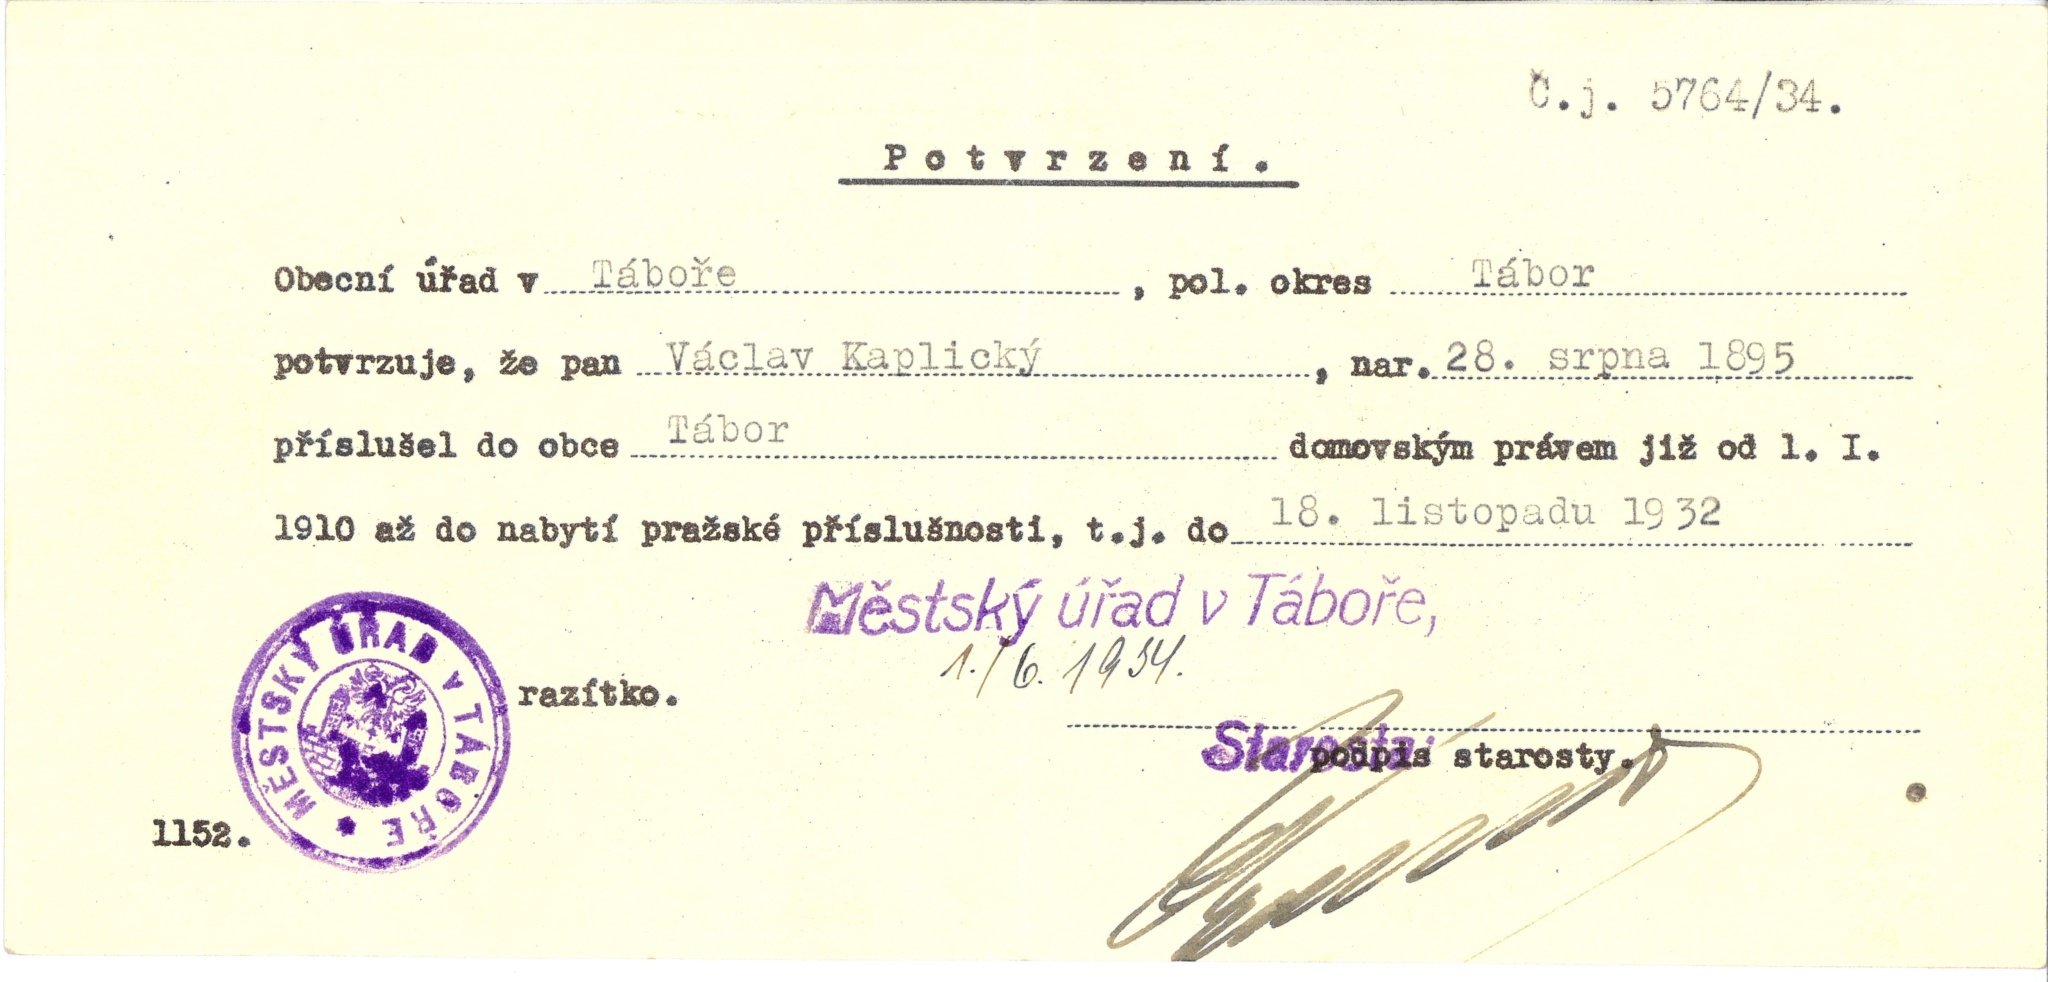 Č.j. 5764/34.
Potvrzení.
Obecní úřad v Táboře, pol. okres Tábor
potvrzuje, že pan Václav Kaplický, nar. 28. srpna 1895
příslušel do obce Tábor domovským právem již od 1. I.
1910 až do nabytí pražské příslušnosti, t.j. do 18. listopadu 1932
Městský úřad v Táboře,
1./6. 1934.
MĚSTSKÝ ÚŘAD v TÁBOŘE *
razítko.
Starosta:
podpis starosty.
1152.